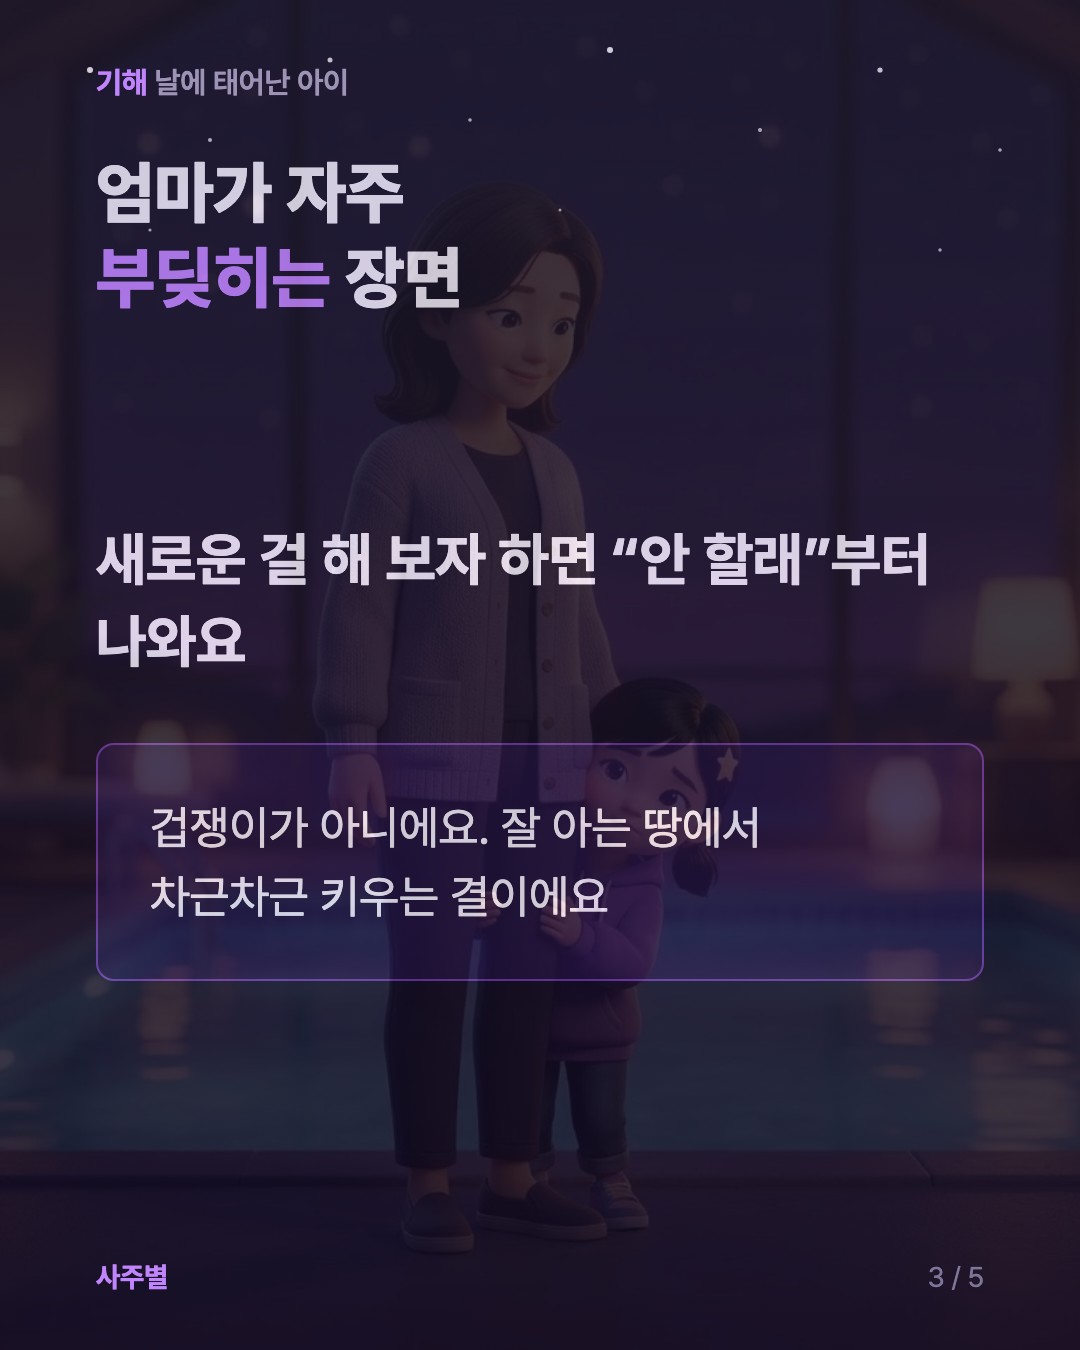 기해 날에 태어난 아이
엄마가 자주
부딪히는 장면
새로운 걸 해 보자 하면 “안 할래”부터
나와요
겁쟁이가 아니에요. 잘 아는 땅에서
차근차근 키우는 결이에요
사주별
3 / 5